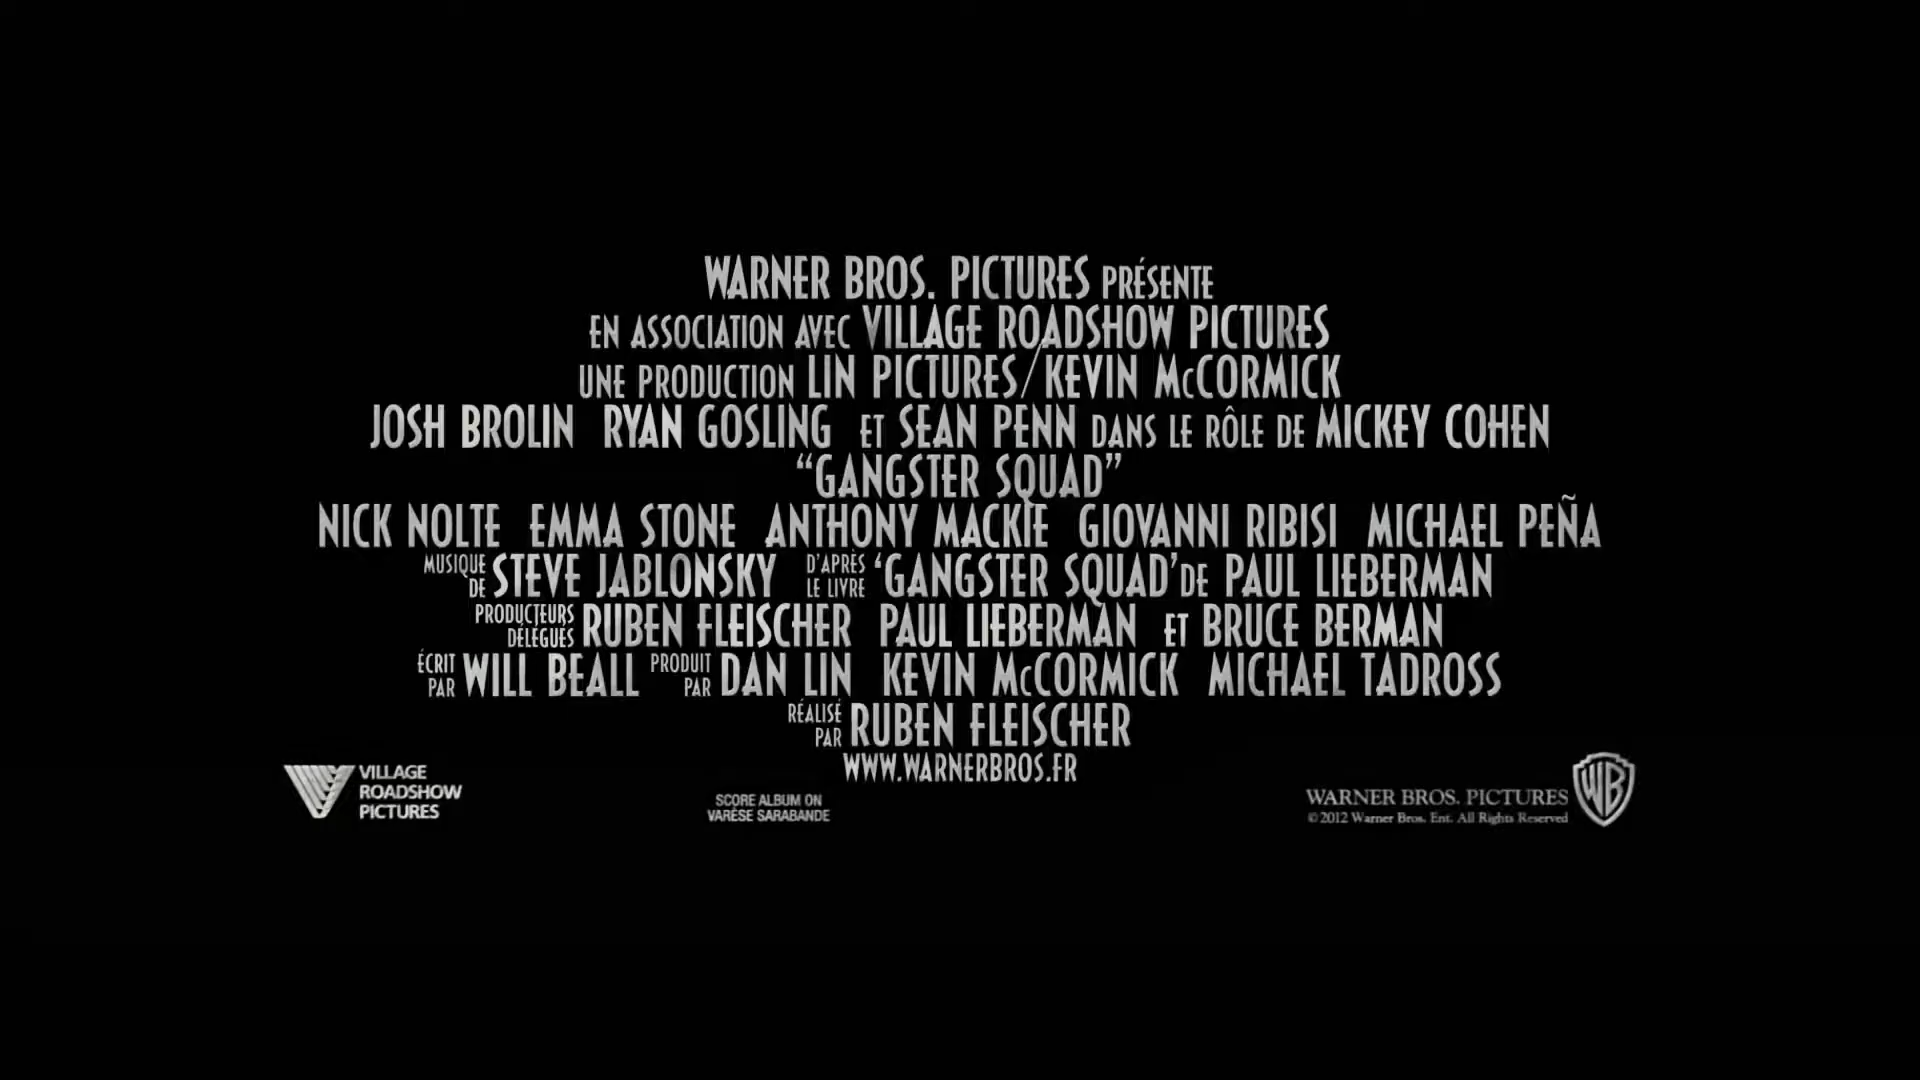 WARNER BROS. PICTURES PRÉSENTE
EN ASSOCIATION AVEC VILLAGE ROADSHOW PICTURES
UNE PRODUCTION LIN PICTURES/KEVIN McCORMICK
JOSH BROLIN RYAN GOSLING ET SEAN PENN DANS LE RÔLE DE MICKEY COHEN
“GANGSTER SQUAD”
NICK NOLTE EMMA STONE ANTHONY MACKIE GIOVANNI RIBISI MICHAEL PEÑA
MUSIQUE DE STEVE JABLONSKY D'APRÈS LE LIVRE ‘GANGSTER SQUAD’ DE PAUL LIEBERMAN
PRODUCTEURS DÉLÉGUÉS RUBEN FLEISCHER PAUL LIEBERMAN ET BRUCE BERMAN
ÉCRIT PAR WILL BEALL PRODUIT PAR DAN LIN KEVIN McCORMICK MICHAEL TADROSS
RÉALISÉ PAR RUBEN FLEISCHER
WWW.WARNERBROS.FR
VILLAGE
ROADSHOW
PICTURES
SCORE ALBUM ON
VARÈSE SARABANDE
WARNER BROS. PICTURES
©2012 Warner Bros. Ent. All Rights Reserved
WB